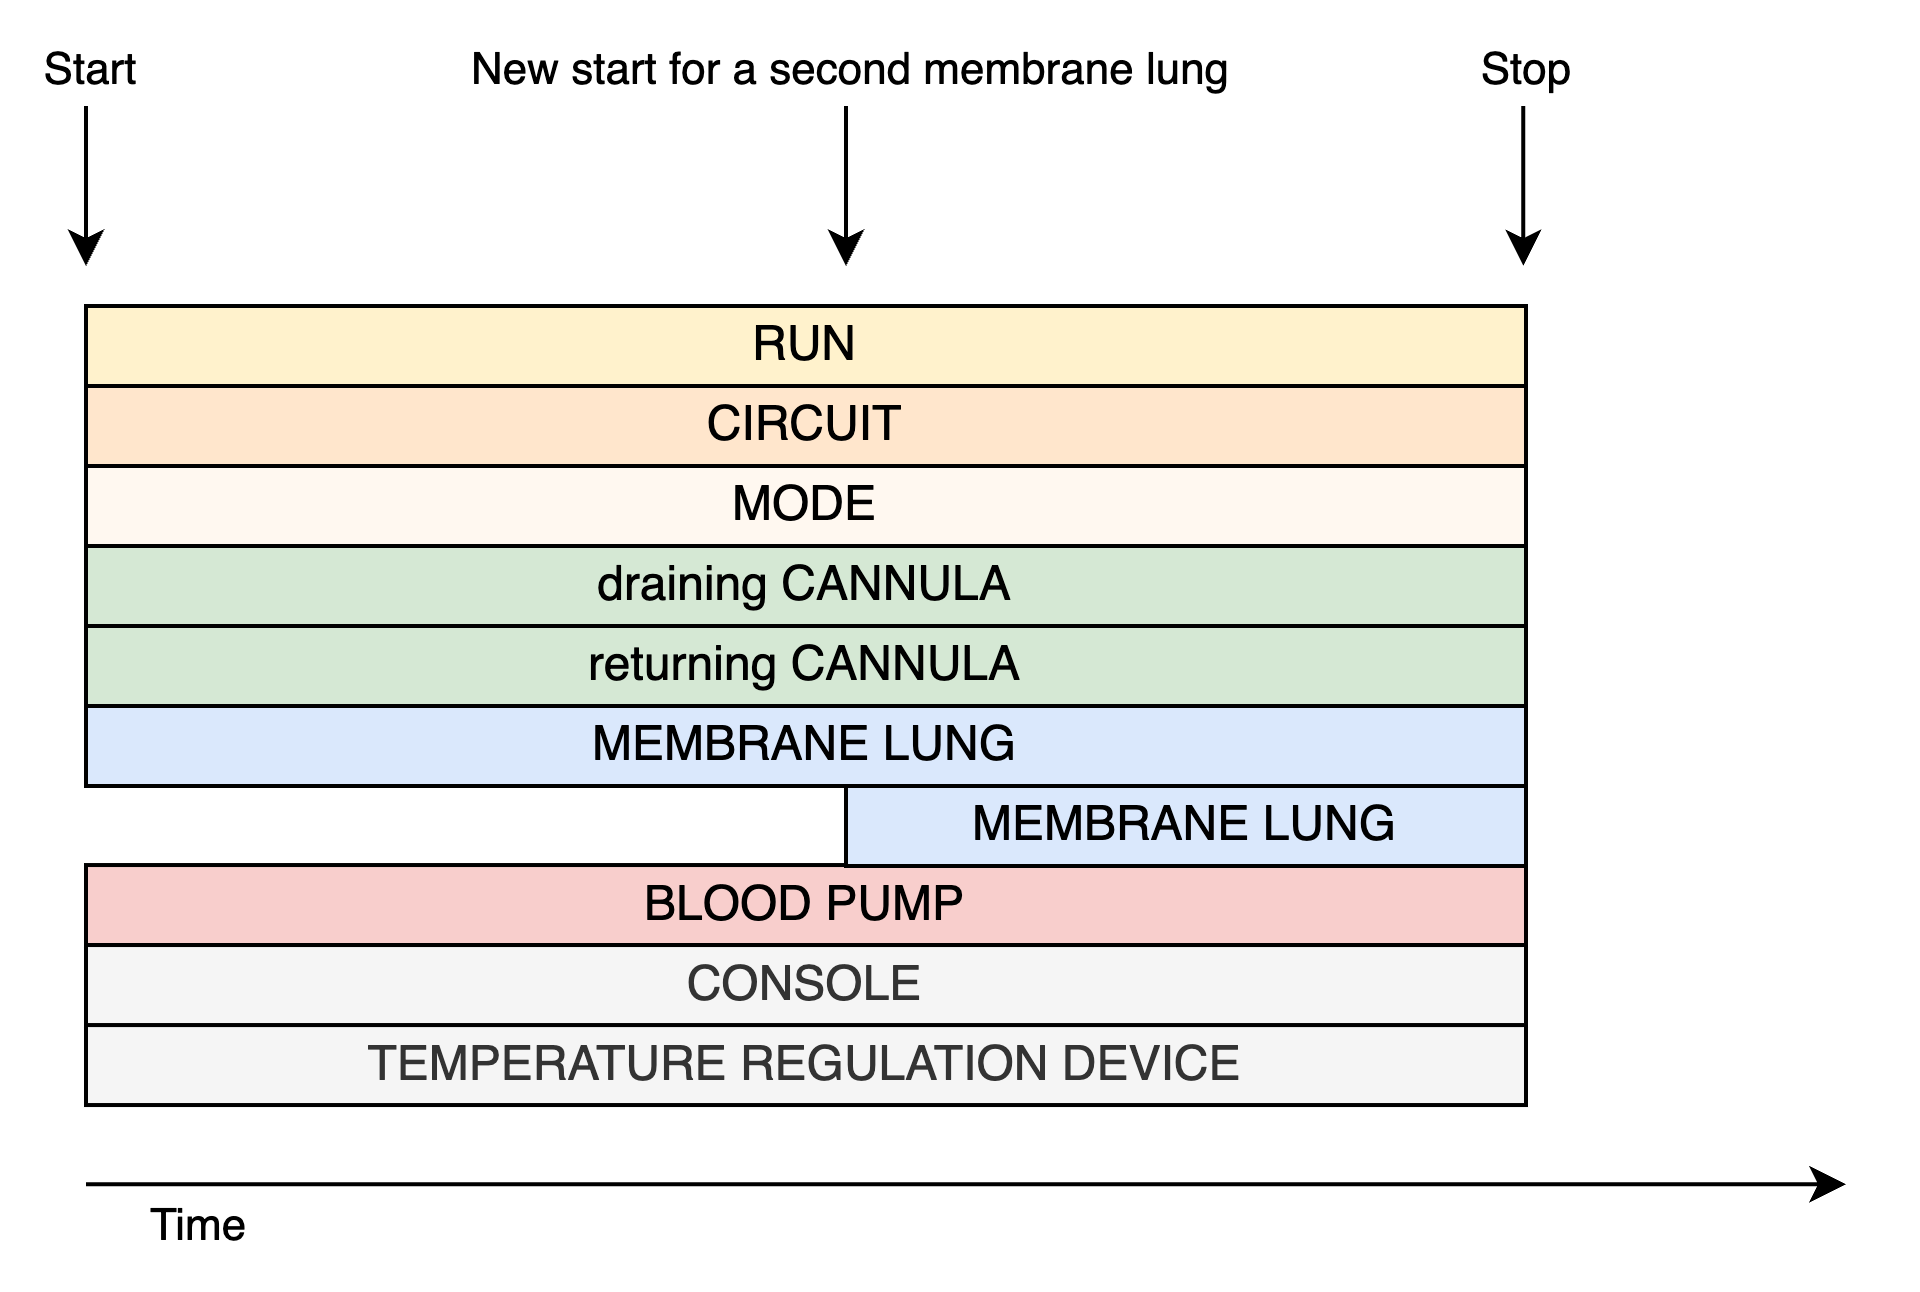 Start
New start for a second membrane lung
Stop
RUN
CIRCUIT
MODE
draining CANNULA
returning CANNULA
MEMBRANE LUNG
MEMBRANE LUNG
BLOOD PUMP
CONSOLE
TEMPERATURE REGULATION DEVICE
Time